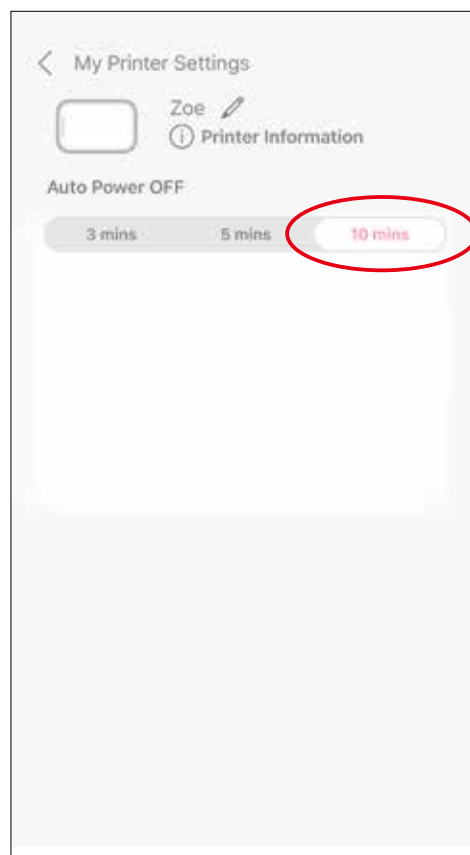 My Printer Settings
Zoe
Printer Information
Auto Power OFF
3 mins 5 mins 10 mins